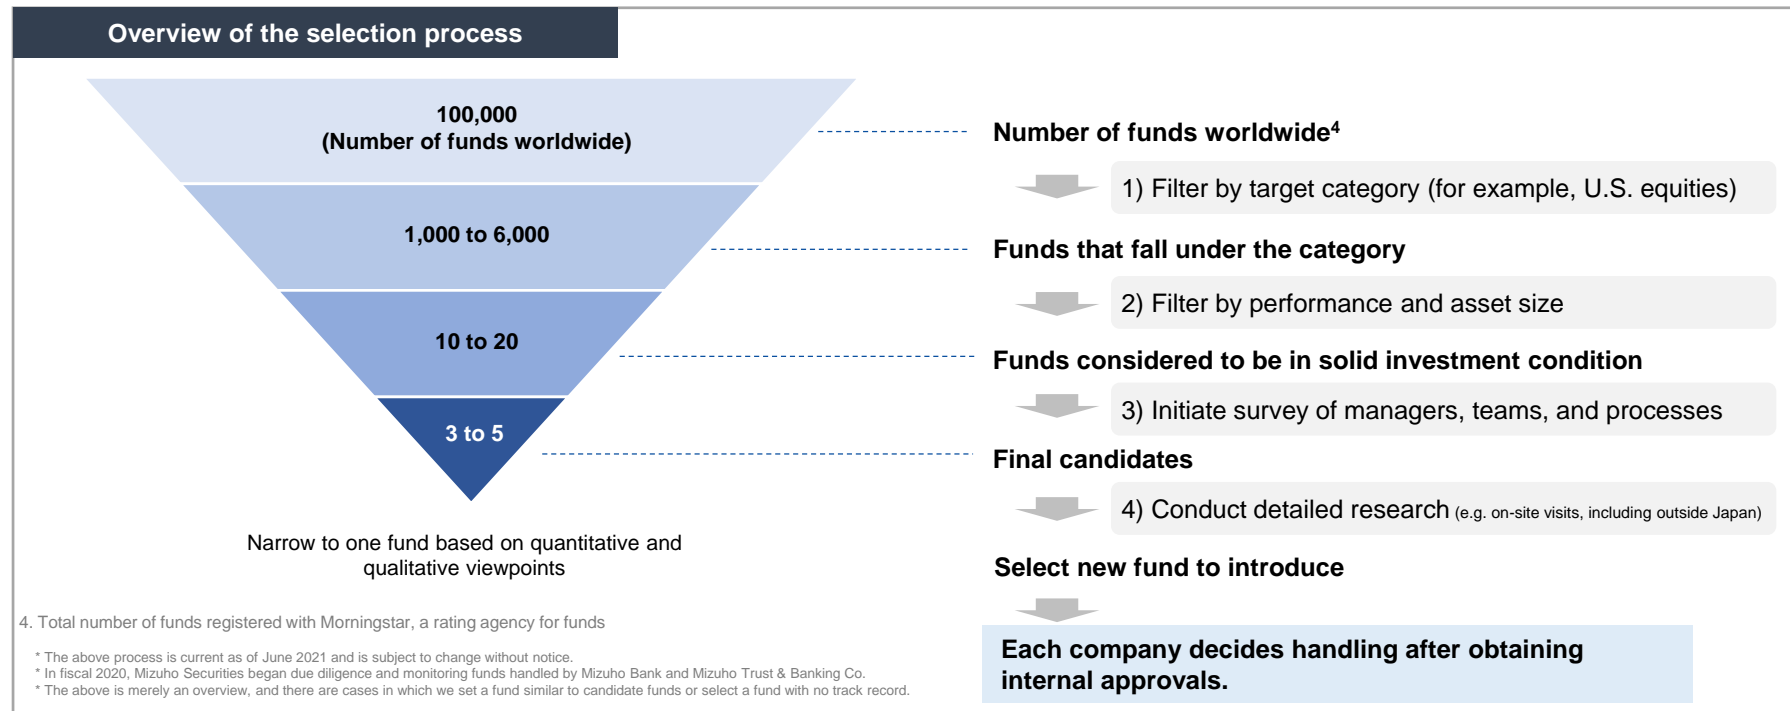 Overview of the selection process
100,000
(Number of funds worldwide)
1,000 to 6,000
10 to 20
3 to 5
Narrow to one fund based on quantitative and
qualitative viewpoints
Number of funds worldwide⁴
1) Filter by target category (for example, U.S. equities)
Funds that fall under the category
2) Filter by performance and asset size
Funds considered to be in solid investment condition
3) Initiate survey of managers, teams, and processes
Final candidates
4) Conduct detailed research (e.g. on-site visits, including outside Japan)
Select new fund to introduce
Each company decides handling after obtaining
internal approvals.
4. Total number of funds registered with Morningstar, a rating agency for funds
* The above process is current as of June 2021 and is subject to change without notice.
* In fiscal 2020, Mizuho Securities began due diligence and monitoring funds handled by Mizuho Bank and Mizuho Trust & Banking Co.
* The above is merely an overview, and there are cases in which we set a fund similar to candidate funds or select a fund with no track record.